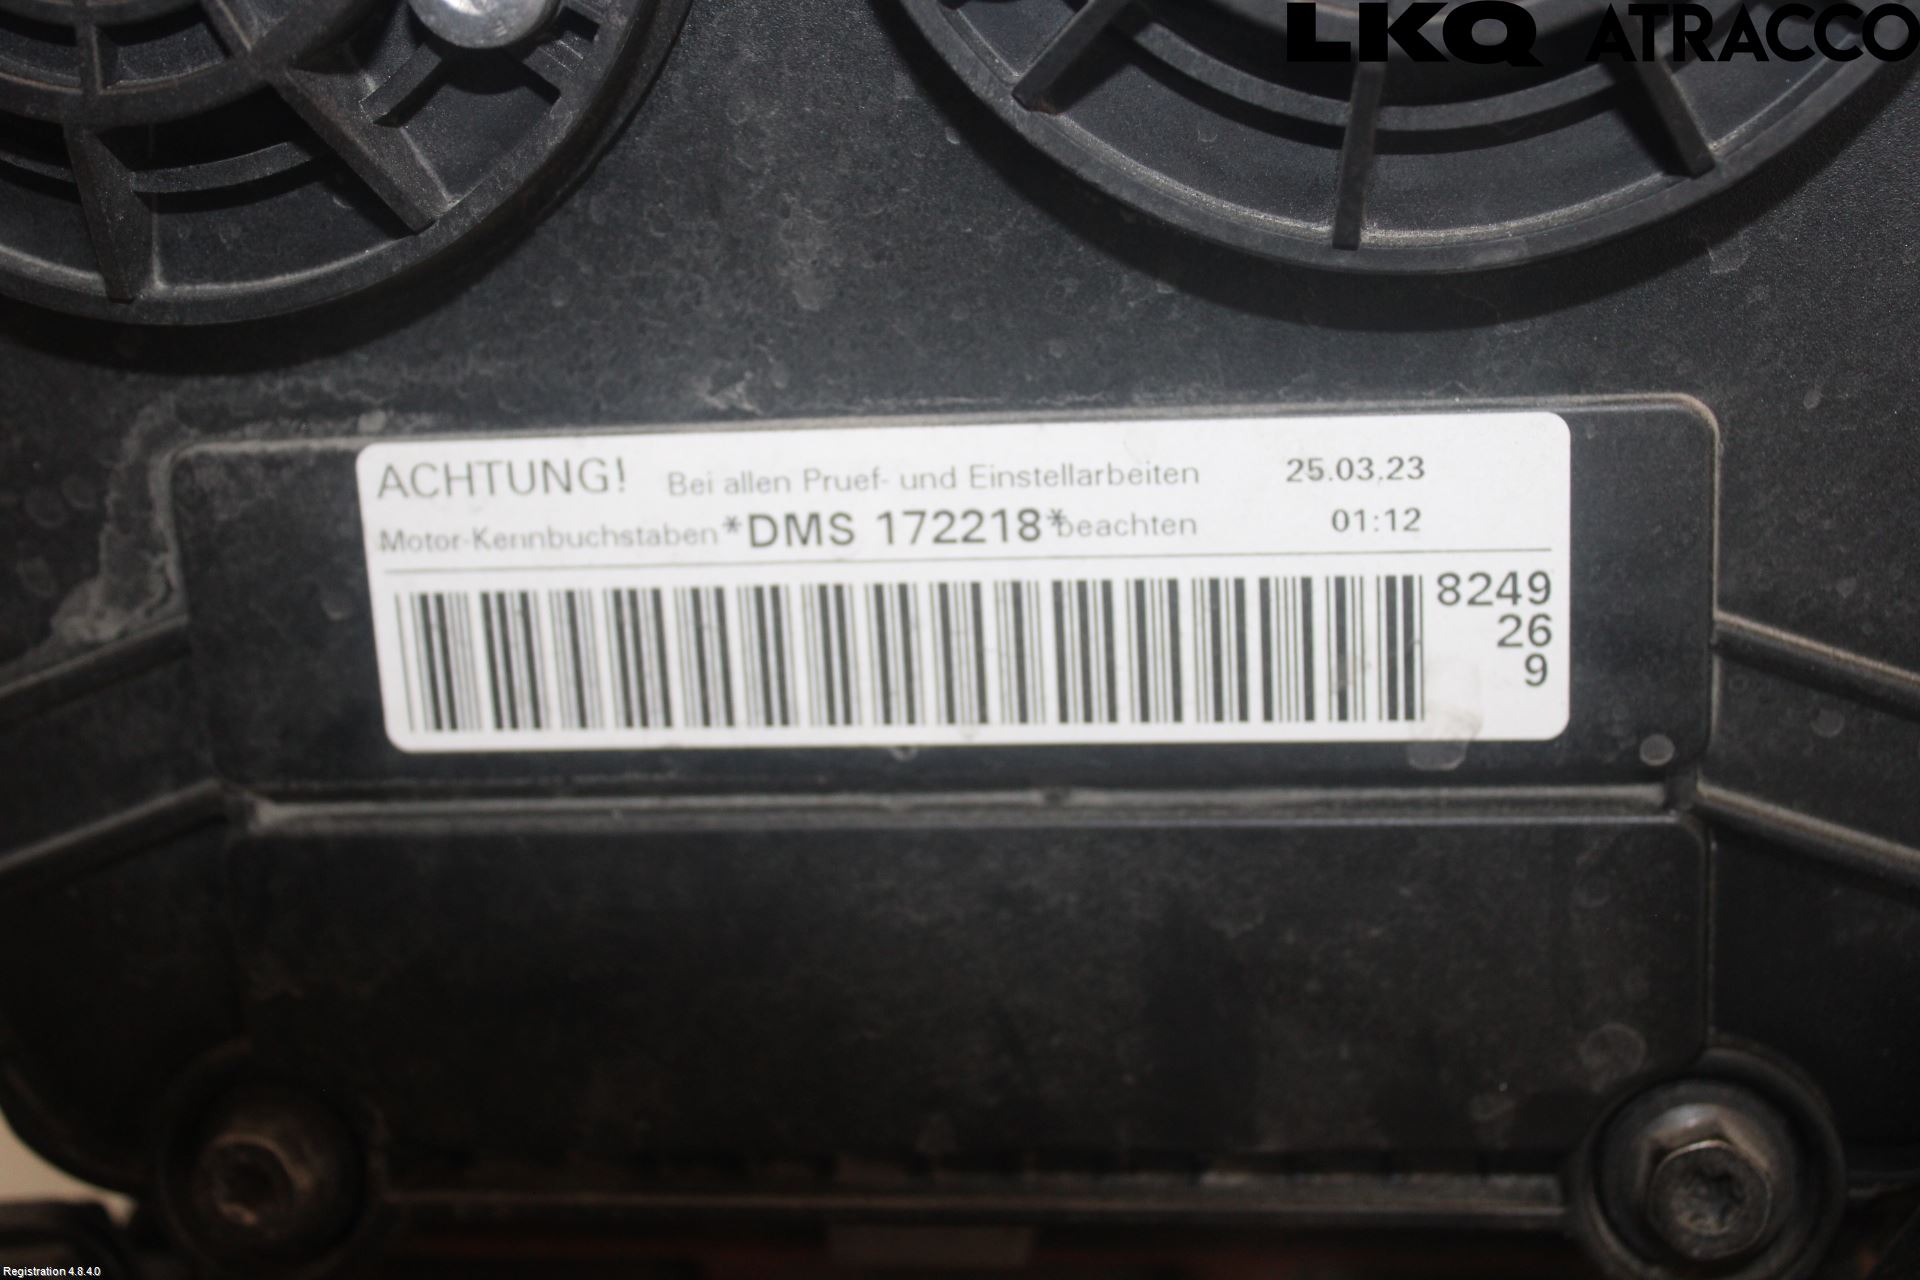 LKQ ATRACCO
ACHTUNG! Bei allen Pruef- und Einstellarbeiten 25.03.23
Motor-Kennbuchstaben *DMS 172218* beachten 01:12
8249
26
9
Registration 4.8.4.0